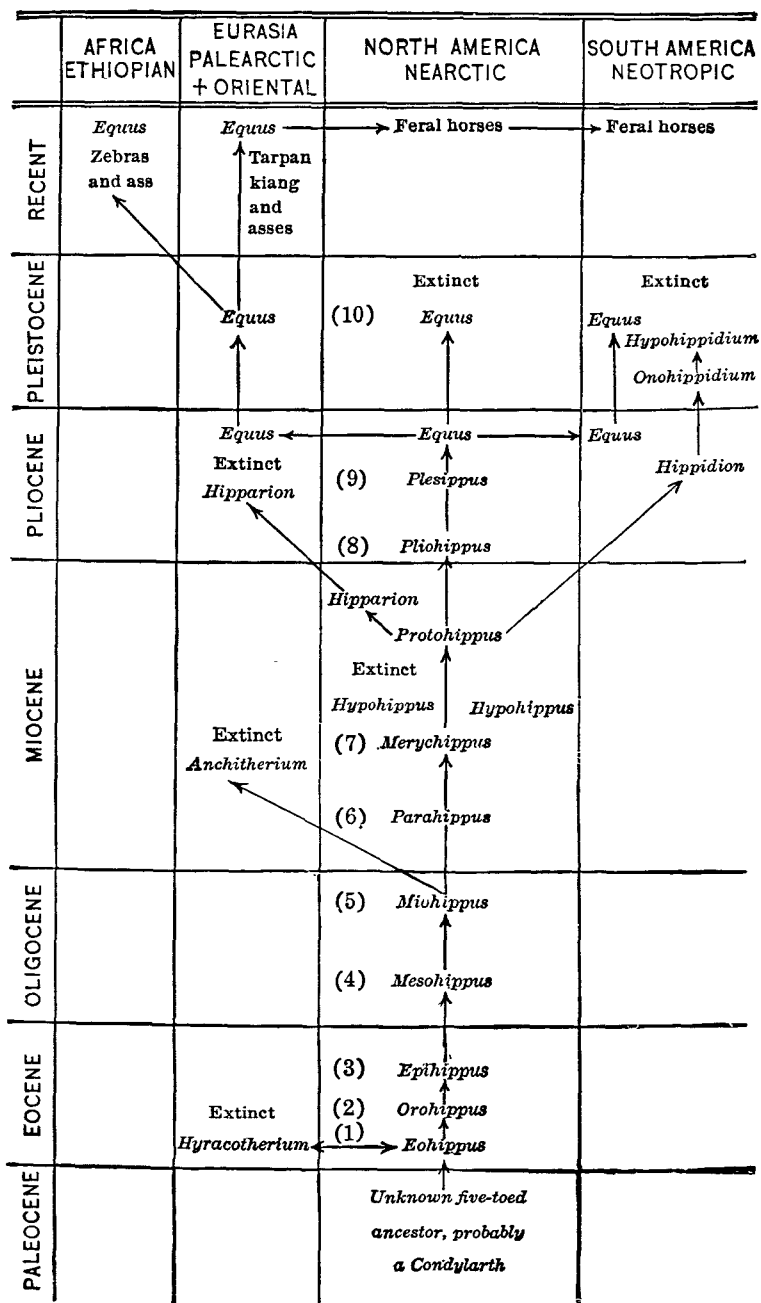 AFRICA
ETHIOPIAN
EURASIA
PALEARCTIC
+ ORIENTAL
NORTH AMERICA
NEARCTIC
SOUTH AMERICA
NEOTROPIC
RECENT
Equus
Zebras
and ass
Equus
Tarpan
kiang
and
asses
Feral horses
Feral horses
PLEISTOCENE
Equus
Extinct
(10) Equus
Extinct
Equus
Hypohippidium
Onohippidium
PLIOCENE
Equus
Extinct
Hipparion
Equus
(9) Plesippus
(8) Pliohippus
Equus
Hippidion
MIOCENE
Extinct
Anchitherium
Hipparion
Protohippus
Extinct
Hypohippus
Hypohippus
(7) Merychippus
(6) Parahippus
OLIGOCENE
(5) Miohippus
(4) Mesohippus
EOCENE
Extinct
Hyracotherium
(3) Epihippus
(2) Orohippus
(1) Eohippus
PALEOCENE
Unknown five-toed
ancestor, probably
a Condylarth